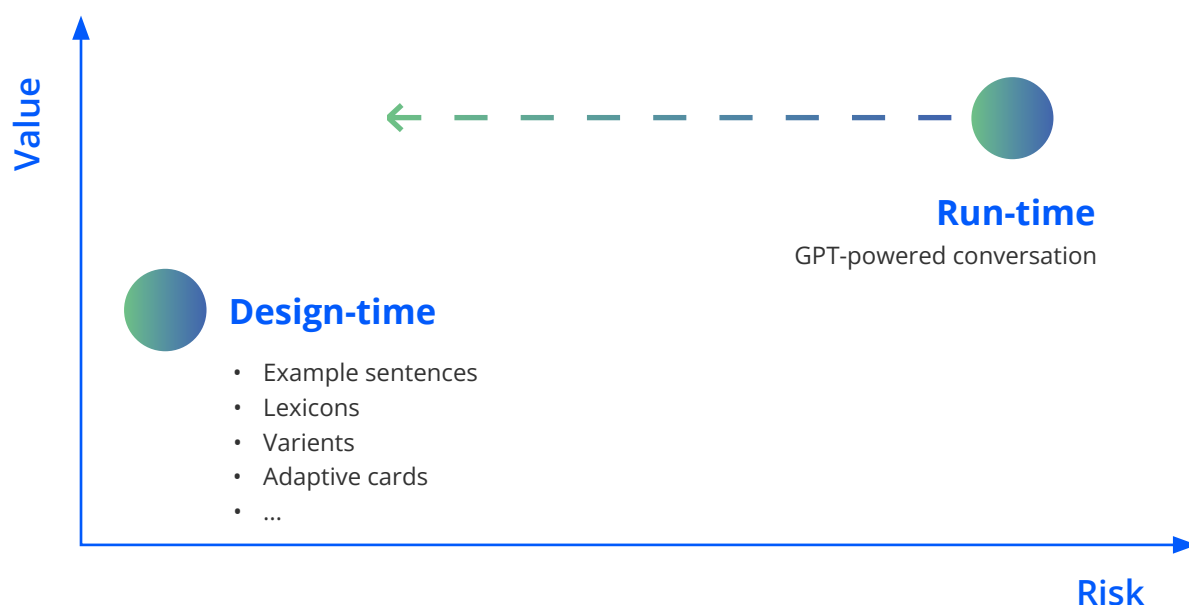 Value
Run-time
GPT-powered conversation
Design-time
• Example sentences
• Lexicons
• Varients
• Adaptive cards
• ...
Risk